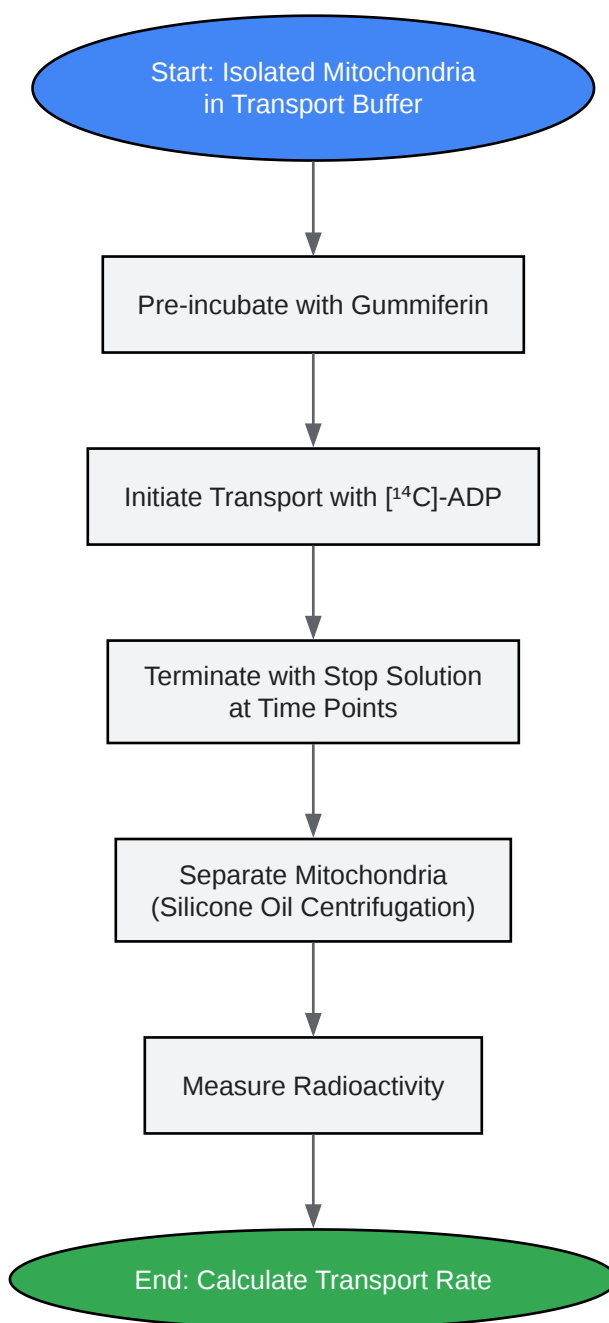 Start: Isolated Mitochondria
in Transport Buffer
Pre-incubate with Gummiferin
Initiate Transport with [¹⁴C]-ADP
Terminate with Stop Solution
at Time Points
Separate Mitochondria
(Silicone Oil Centrifugation)
Measure Radioactivity
End: Calculate Transport Rate